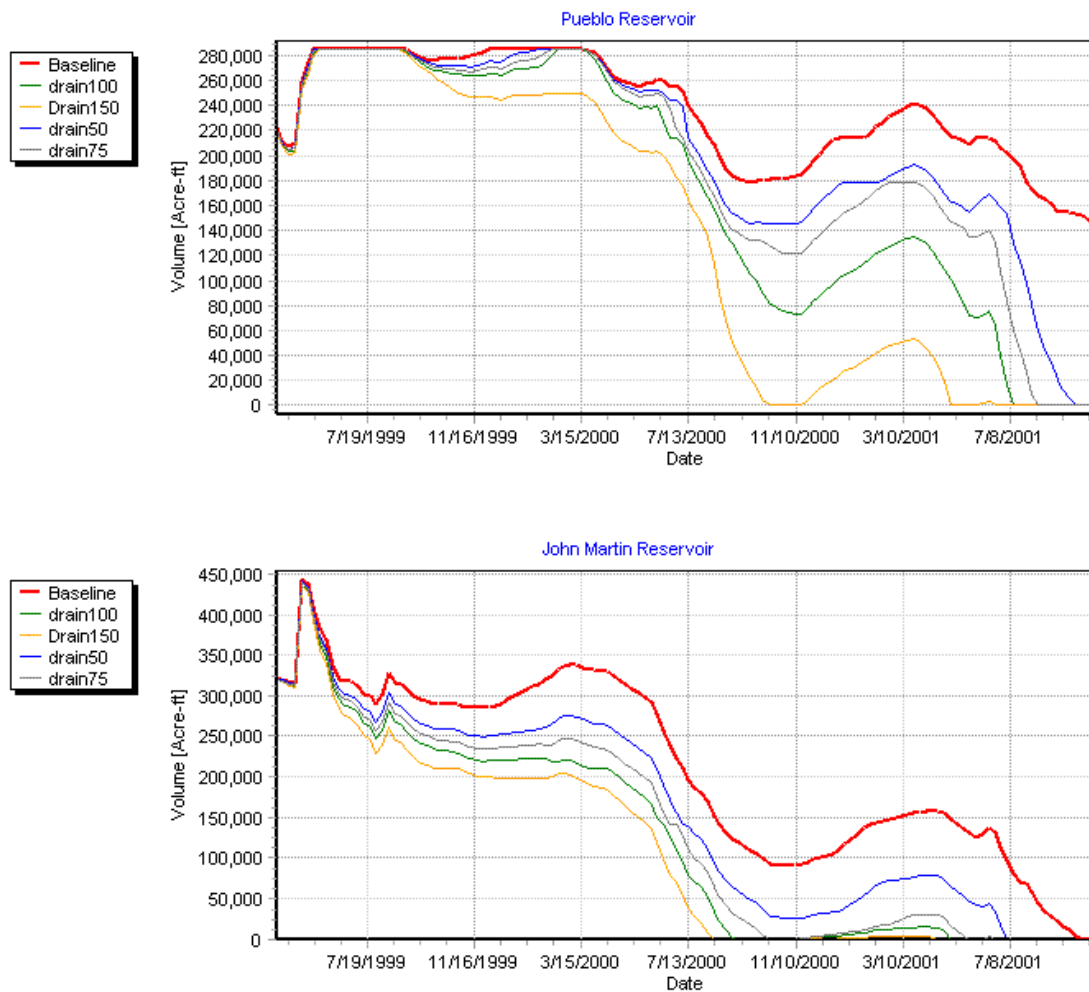 Pueblo Reservoir
Baseline
drain100
Drain150
drain50
drain75
Volume [Acre-ft]
280,000
260,000
240,000
220,000
200,000
180,000
160,000
140,000
120,000
100,000
80,000
60,000
40,000
20,000
0
7/19/1999 11/16/1999 3/15/2000 7/13/2000 11/10/2000 3/10/2001 7/8/2001
Date
John Martin Reservoir
Baseline
drain100
Drain150
drain50
drain75
Volume [Acre-ft]
450,000
400,000
350,000
300,000
250,000
200,000
150,000
100,000
50,000
0
7/19/1999 11/16/1999 3/15/2000 7/13/2000 11/10/2000 3/10/2001 7/8/2001
Date